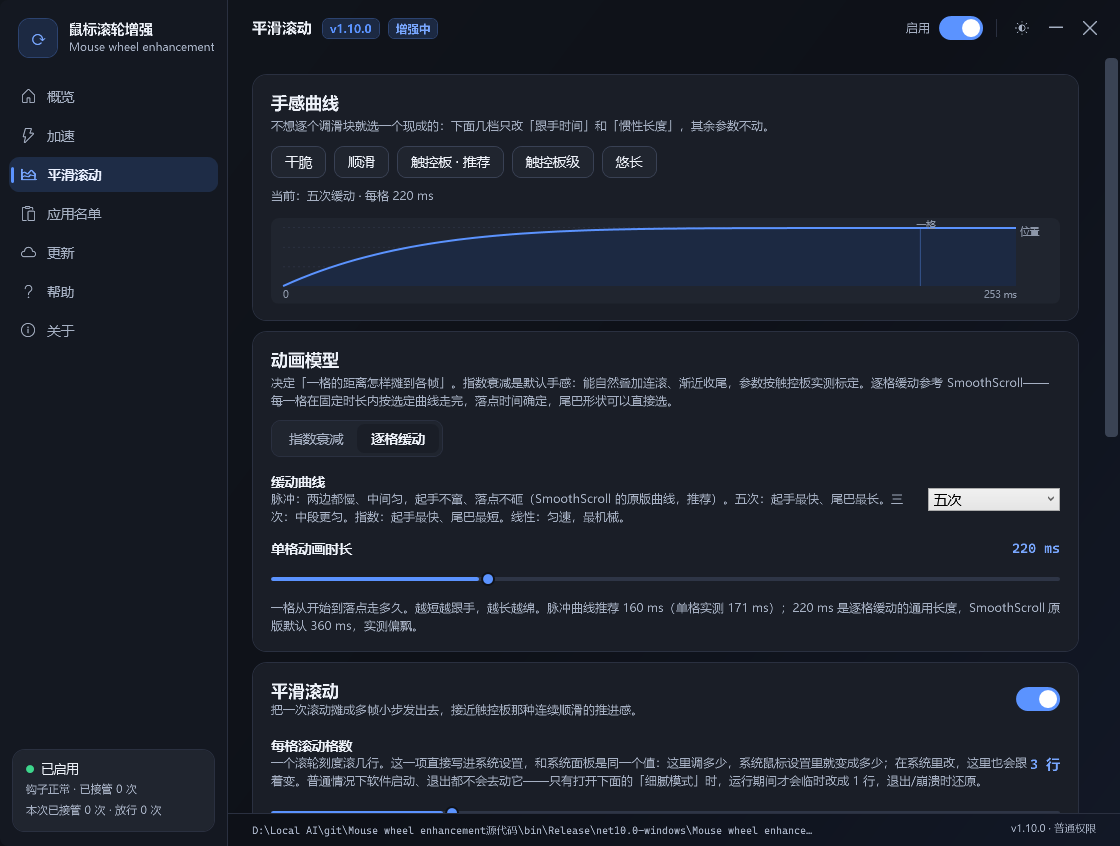 鼠标滚轮增强
Mouse wheel enhancement
概览
加速
平滑滚动
应用名单
更新
帮助
关于
已启用
钩子正常 · 已接管 0 次
本次已接管 0 次 · 放行 0 次
平滑滚动 v1.10.0 增强中
启用
手感曲线
不想逐个调滑块就选一个现成的：下面几档只改「跟手时间」和「惯性长度」，其余参数不动。
干脆 顺滑 触控板 · 推荐 触控板级 悠长
当前：五次缓动 · 每格 220 ms
一格
位置
0
253 ms
动画模型
决定「一格的距离怎样摊到各帧」。指数衰减是默认手感：能自然叠加连滚、渐近收尾，参数按触控板实测标定。逐格缓动参考 SmoothScroll——
每一格在固定时长内按选定曲线走完，落点时间确定，尾巴形状可以直接选。
指数衰减 逐格缓动
缓动曲线
脉冲：两边都慢、中间匀，起手不窜、落点不砸（SmoothScroll 的原版曲线，推荐）。五次：起手最快、尾巴最长。三
次：中段更匀。指数：起手最快、尾巴最短。线性：匀速，最机械。
五次
单格动画时长
220 ms
一格从开始到落点走多久。越短越跟手，越长越绵。脉冲曲线推荐 160 ms（单格实测 171 ms）；220 ms 是逐格缓动的通用长度，SmoothScroll 原
版默认 360 ms，实测偏飘。
平滑滚动
把一次滚动摊成多帧小步发出去，接近触控板那种连续顺滑的推进感。
每格滚动格数
一个滚轮刻度滚几行。这一项直接写进系统设置，和系统面板是同一个值：这里调多少，系统鼠标设置里就变成多少；在系统里改，这里也会跟
着变。普通情况下软件启动、退出都不会去动它——只有打开下面的「细腻模式」时，运行期间才会临时改成 1 行，退出/崩溃时还原。
3 行
D:\Local AI\git\Mouse wheel enhancement源代码\bin\Release\net10.0-windows\Mouse wheel enhance…
v1.10.0 · 普通权限